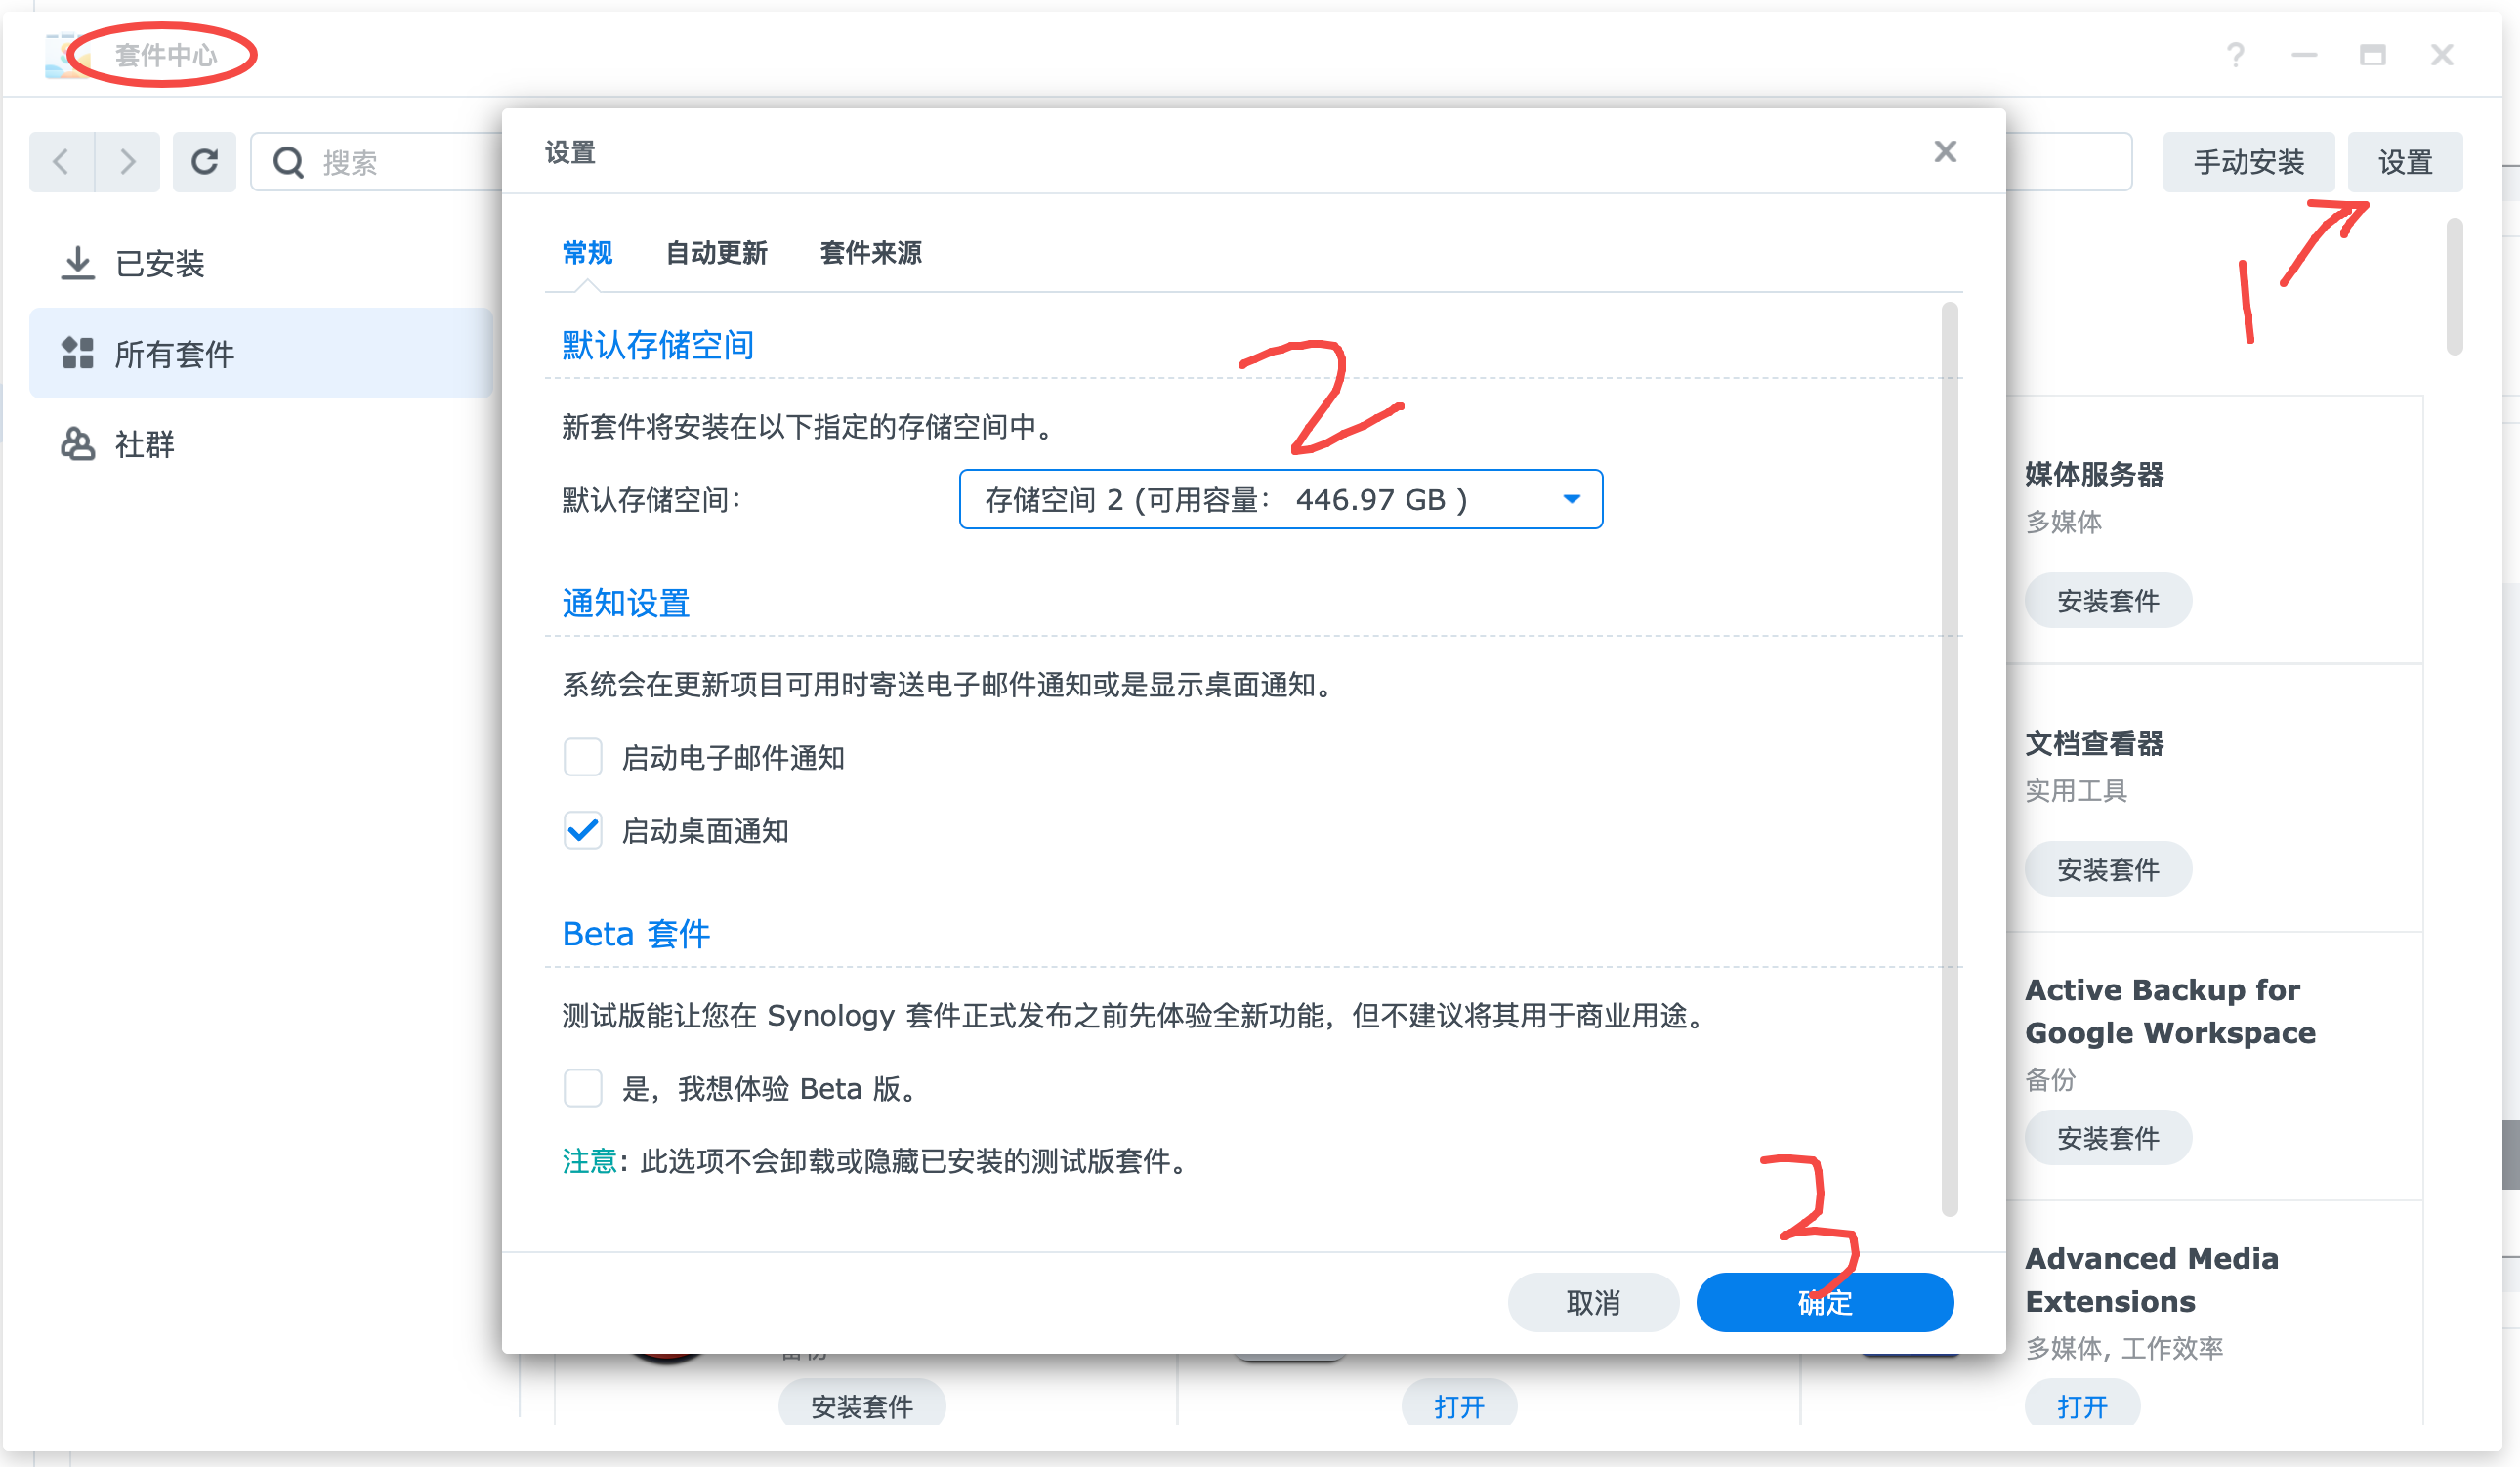 套件中心
搜索
手动安装
设置
已安装
所有套件
社群
设置
常规 自动更新 套件来源
默认存储空间
新套件将安装在以下指定的存储空间中。
默认存储空间： 存储空间 2 (可用容量： 446.97 GB )
通知设置
系统会在更新项目可用时寄送电子邮件通知或是显示桌面通知。
启动电子邮件通知
启动桌面通知
Beta 套件
测试版能让您在 Synology 套件正式发布之前先体验全新功能，但不建议将其用于商业用途。
是，我想体验 Beta 版。
注意：此选项不会卸载或隐藏已安装的测试版套件。
取消 确定
1
2
3
媒体服务器
多媒体
安装套件
文档查看器
实用工具
安装套件
Active Backup for
Google Workspace
备份
安装套件
Advanced Media
Extensions
多媒体, 工作效率
打开
安装套件
打开